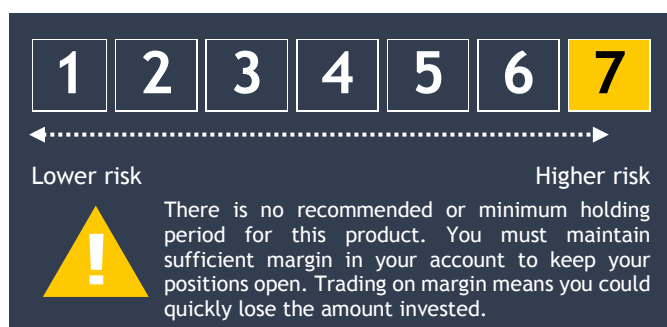 1 2 3 4 5 6 7
Lower risk Higher risk
!
There is no recommended or minimum holding
period for this product. You must maintain
sufficient margin in your account to keep your
positions open. Trading on margin means you could
quickly lose the amount invested.